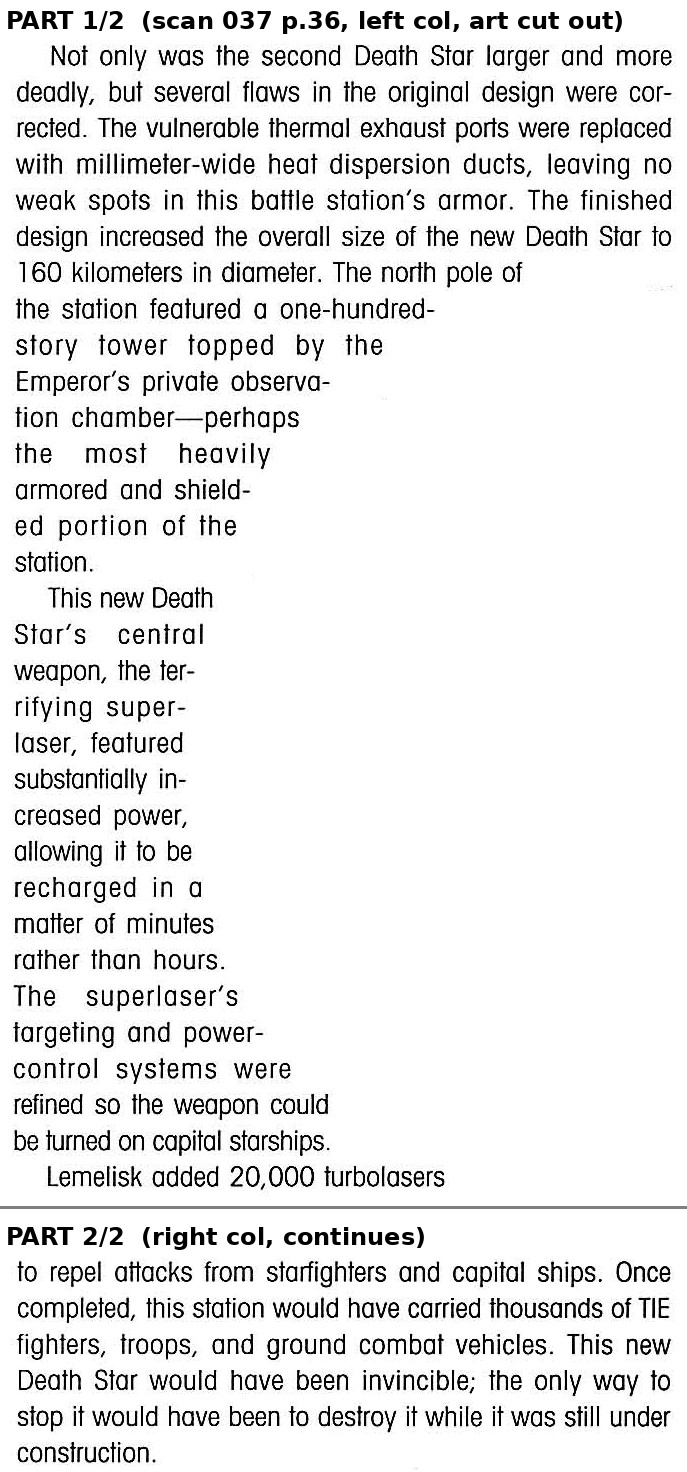 PART 1/2 (scan 037 p.36, left col, art cut out)
Not only was the second Death Star larger and more
deadly, but several flaws in the original design were cor-
rected. The vulnerable thermal exhaust ports were replaced
with millimeter-wide heat dispersion ducts, leaving no
weak spots in this battle station's armor. The finished
design increased the overall size of the new Death Star to
160 kilometers in diameter. The north pole of
the station featured a one-hundred-
story tower topped by the
Emperor's private observa-
tion chamber—perhaps
the most heavily
armored and shield-
ed portion of the
station.
This new Death
Star's central
weapon, the ter-
rifying super-
laser, featured
substantially in-
creased power,
allowing it to be
recharged in a
matter of minutes
rather than hours.
The superlaser's
targeting and power-
control systems were
refined so the weapon could
be turned on capital starships.
Lemelisk added 20,000 turbolasers
PART 2/2 (right col, continues)
to repel attacks from starfighters and capital ships. Once
completed, this station would have carried thousands of TIE
fighters, troops, and ground combat vehicles. This new
Death Star would have been invincible; the only way to
stop it would have been to destroy it while it was still under
construction.